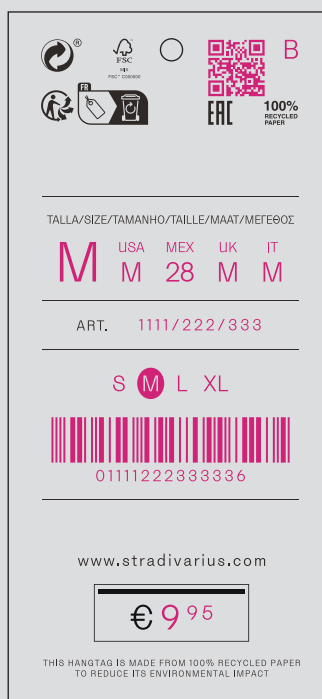 ®
FSC
FSC® C000000
B
FR
EAC
100%
RECYCLED
PAPER
TALLA/SIZE/TAMANHO/TAILLE/MAAT/ΜΕΓΕΘΟΣ
M
USA MEX UK IT
M 28 M M
ART. 1111/222/333
S M L XL
01111222333336
www.stradivarius.com
€ 9 95
THIS HANGTAG IS MADE FROM 100% RECYCLED PAPER
TO REDUCE ITS ENVIRONMENTAL IMPACT